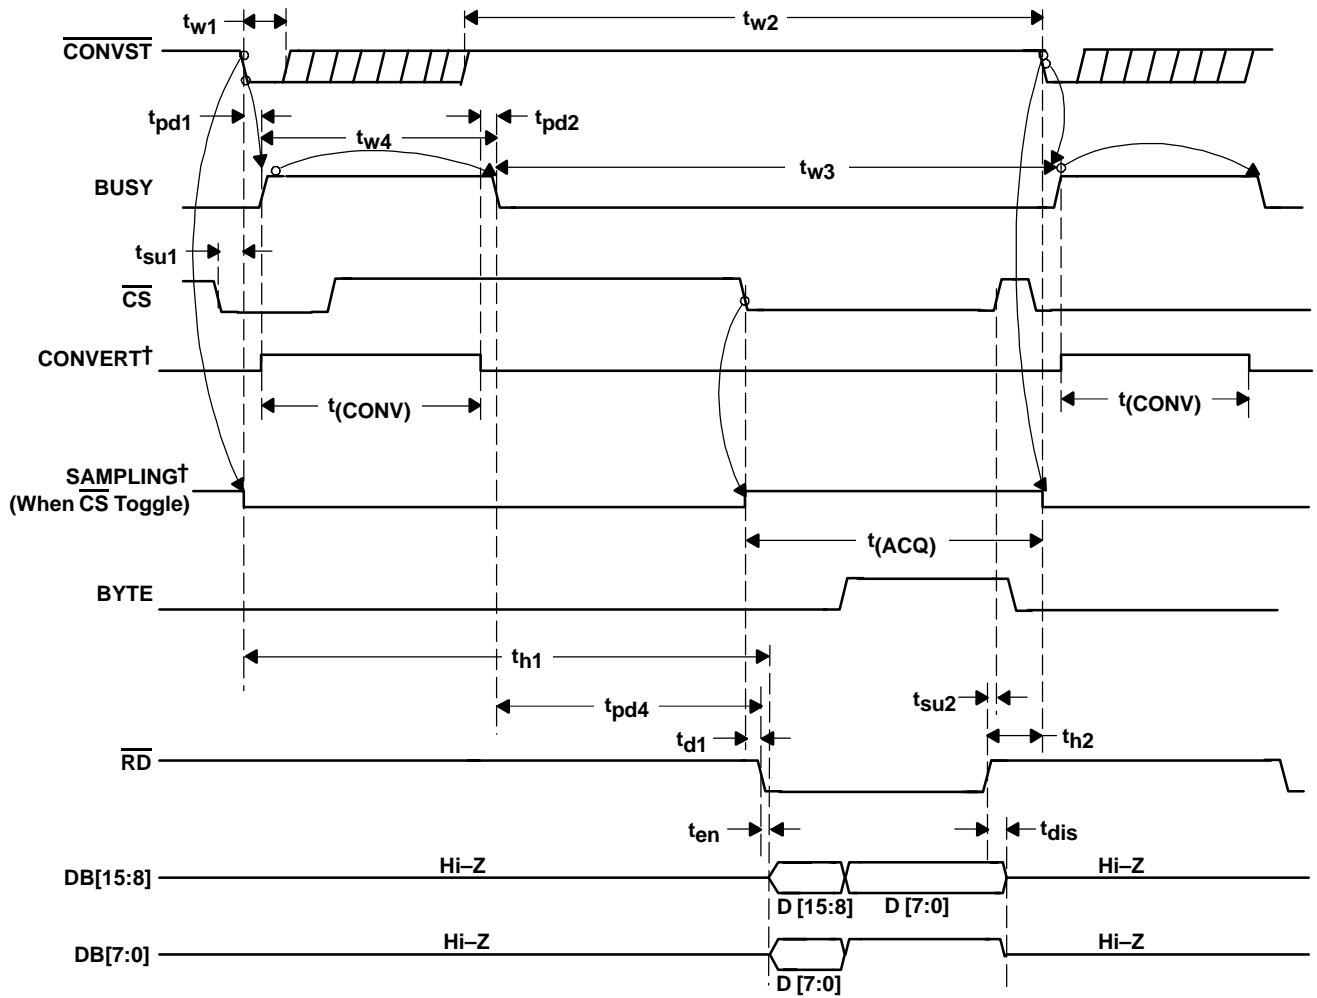 tw1
tw2
CONVST
tpd1
tw4
tpd2
BUSY
tw3
tsu1
CS
CONVERT†
t(CONV)
t(CONV)
SAMPLING†
(When CS Toggle)
t(ACQ)
BYTE
th1
tsu2
tpd4
td1
th2
RD
ten
tdis
DB[15:8]
Hi–Z
Hi–Z
D [15:8]
D [7:0]
DB[7:0]
Hi–Z
Hi–Z
D [7:0]